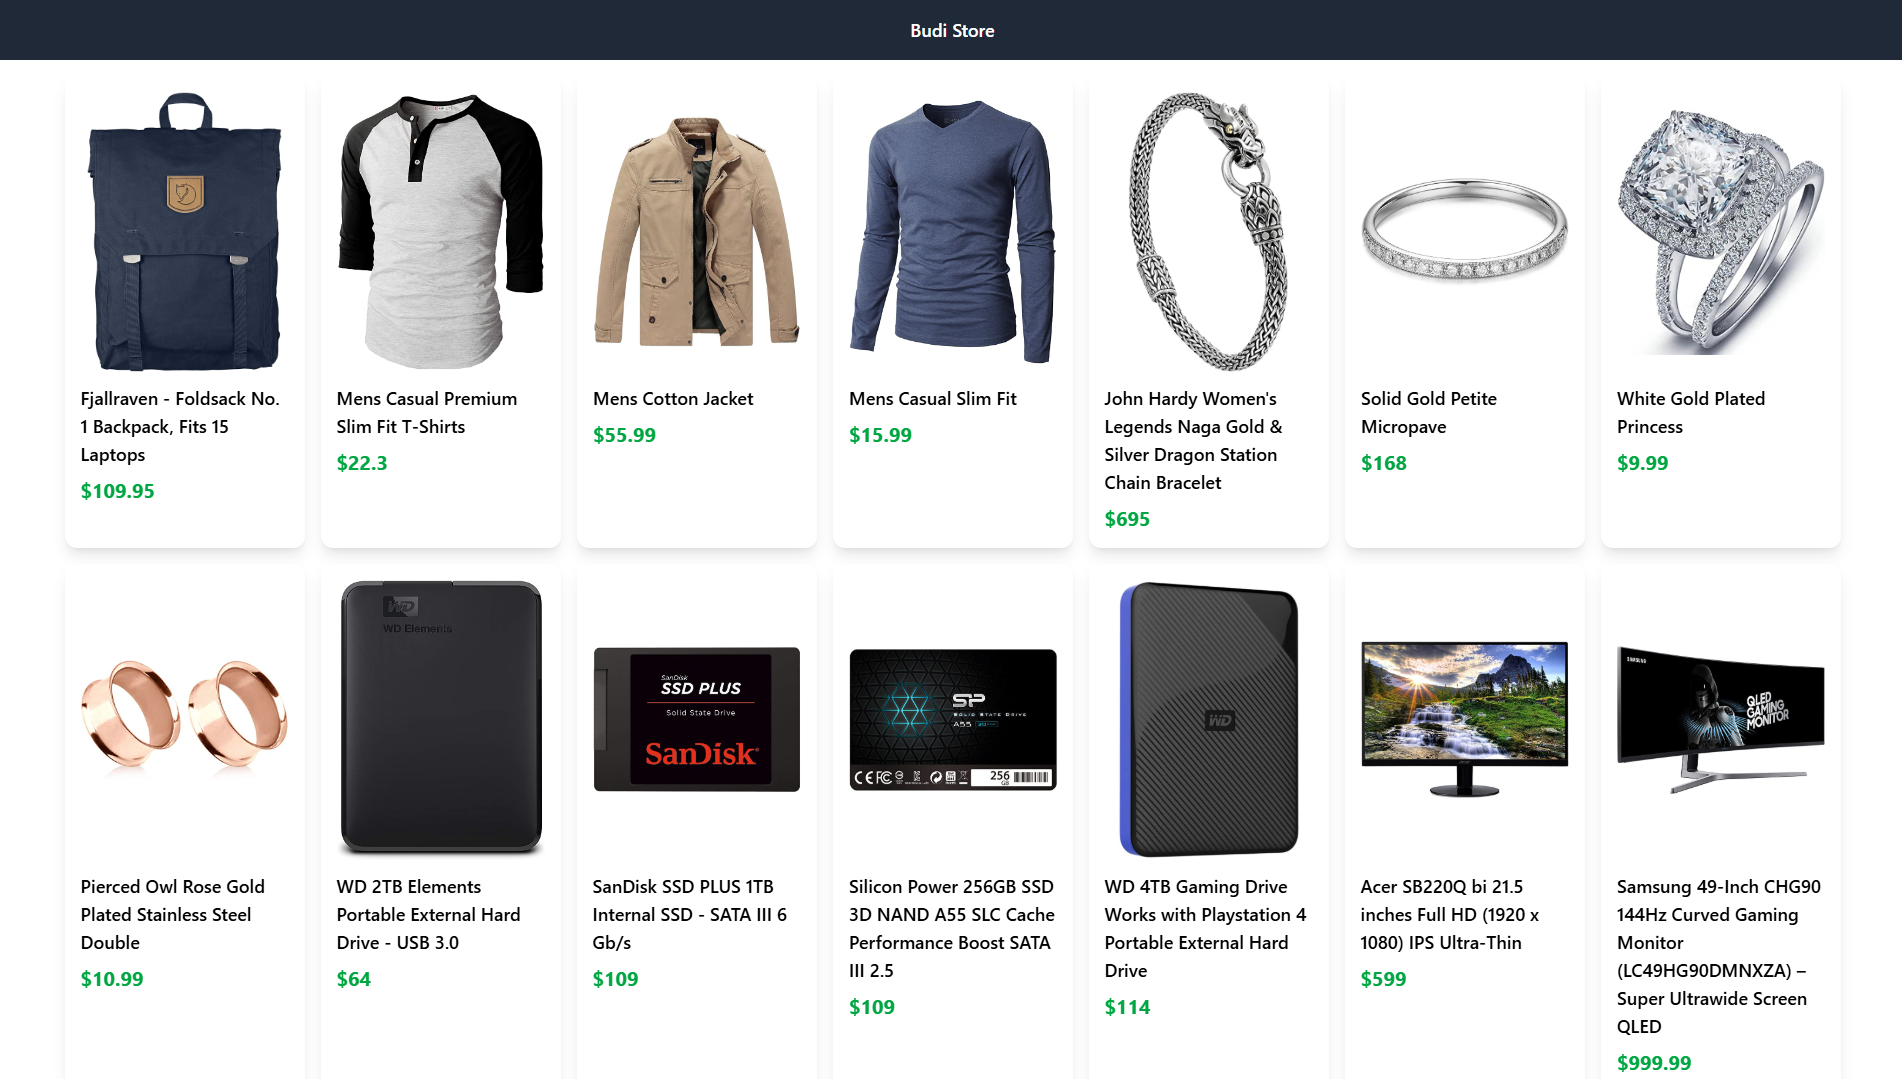 Budi Store
Fjallraven - Foldsack No.
1 Backpack, Fits 15
Laptops
$109.95
Mens Casual Premium
Slim Fit T-Shirts
$22.3
Mens Cotton Jacket
$55.99
Mens Casual Slim Fit
$15.99
John Hardy Women's
Legends Naga Gold &
Silver Dragon Station
Chain Bracelet
$695
Solid Gold Petite
Micropave
$168
White Gold Plated
Princess
$9.99
Pierced Owl Rose Gold
Plated Stainless Steel
Double
$10.99
WD
WD Elements
WD 2TB Elements
Portable External Hard
Drive - USB 3.0
$64
SanDisk
SSD PLUS
Solid State Drive
SanDisk
SanDisk SSD PLUS 1TB
Internal SSD - SATA III 6
Gb/s
$109
SP
SOLID STATE DRIVE
A55
256
GB
Silicon Power 256GB SSD
3D NAND A55 SLC Cache
Performance Boost SATA
III 2.5
$109
WD
WD 4TB Gaming Drive
Works with Playstation 4
Portable External Hard
Drive
$114
Acer SB220Q bi 21.5
inches Full HD (1920 x
1080) IPS Ultra-Thin
$599
SAMSUNG
QLED
GAMING
MONITOR
Samsung 49-Inch CHG90
144Hz Curved Gaming
Monitor
(LC49HG90DMNXZA) –
Super Ultrawide Screen
QLED
$999.99